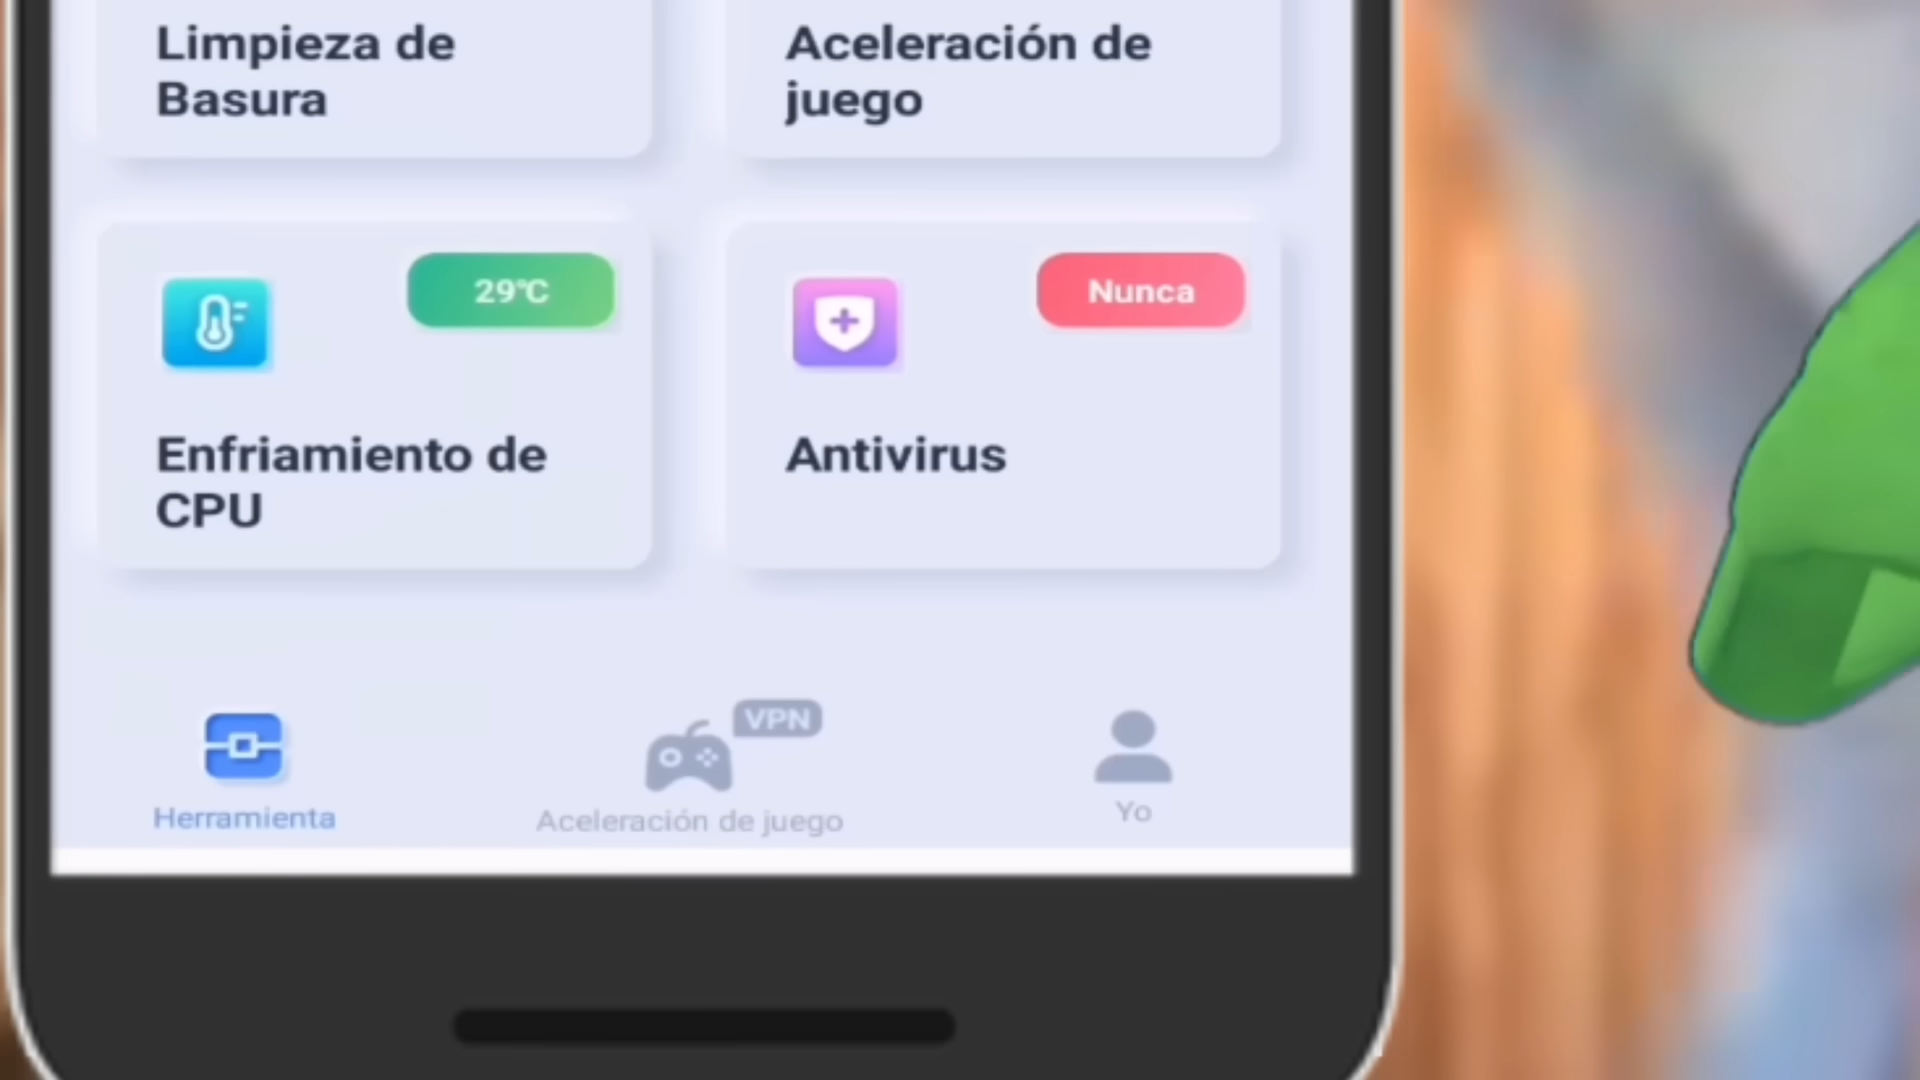 Limpieza de
Basura
Aceleración de
juego
29°C
Nunca
Enfriamiento de
CPU
Antivirus
VPN
Herramienta
Aceleración de juego
Yo